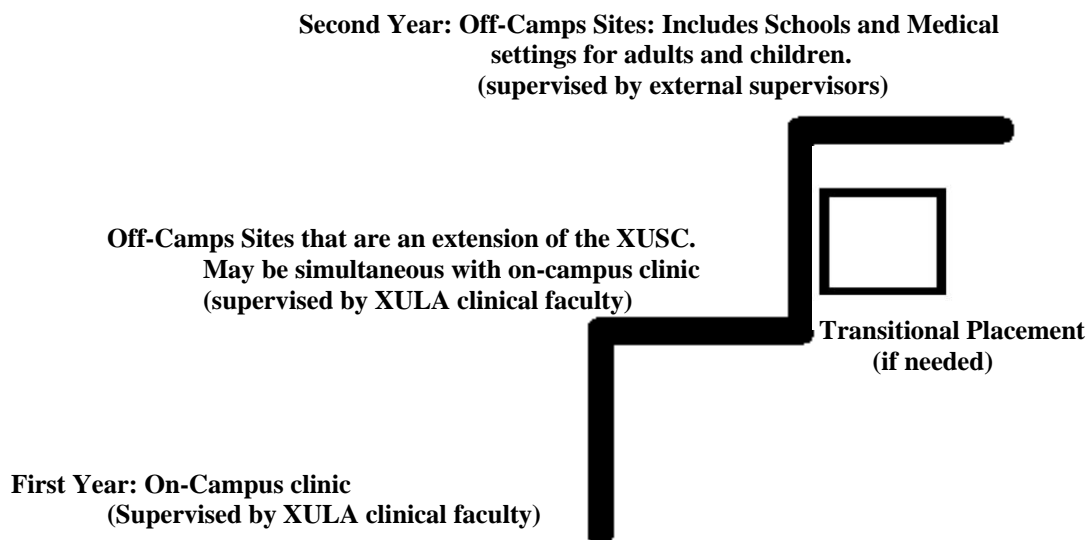 Second Year: Off-Camps Sites: Includes Schools and Medical
settings for adults and children.
(supervised by external supervisors)
Off-Camps Sites that are an extension of the XUSC.
May be simultaneous with on-campus clinic
(supervised by XULA clinical faculty)
Transitional Placement
(if needed)
First Year: On-Campus clinic
(Supervised by XULA clinical faculty)